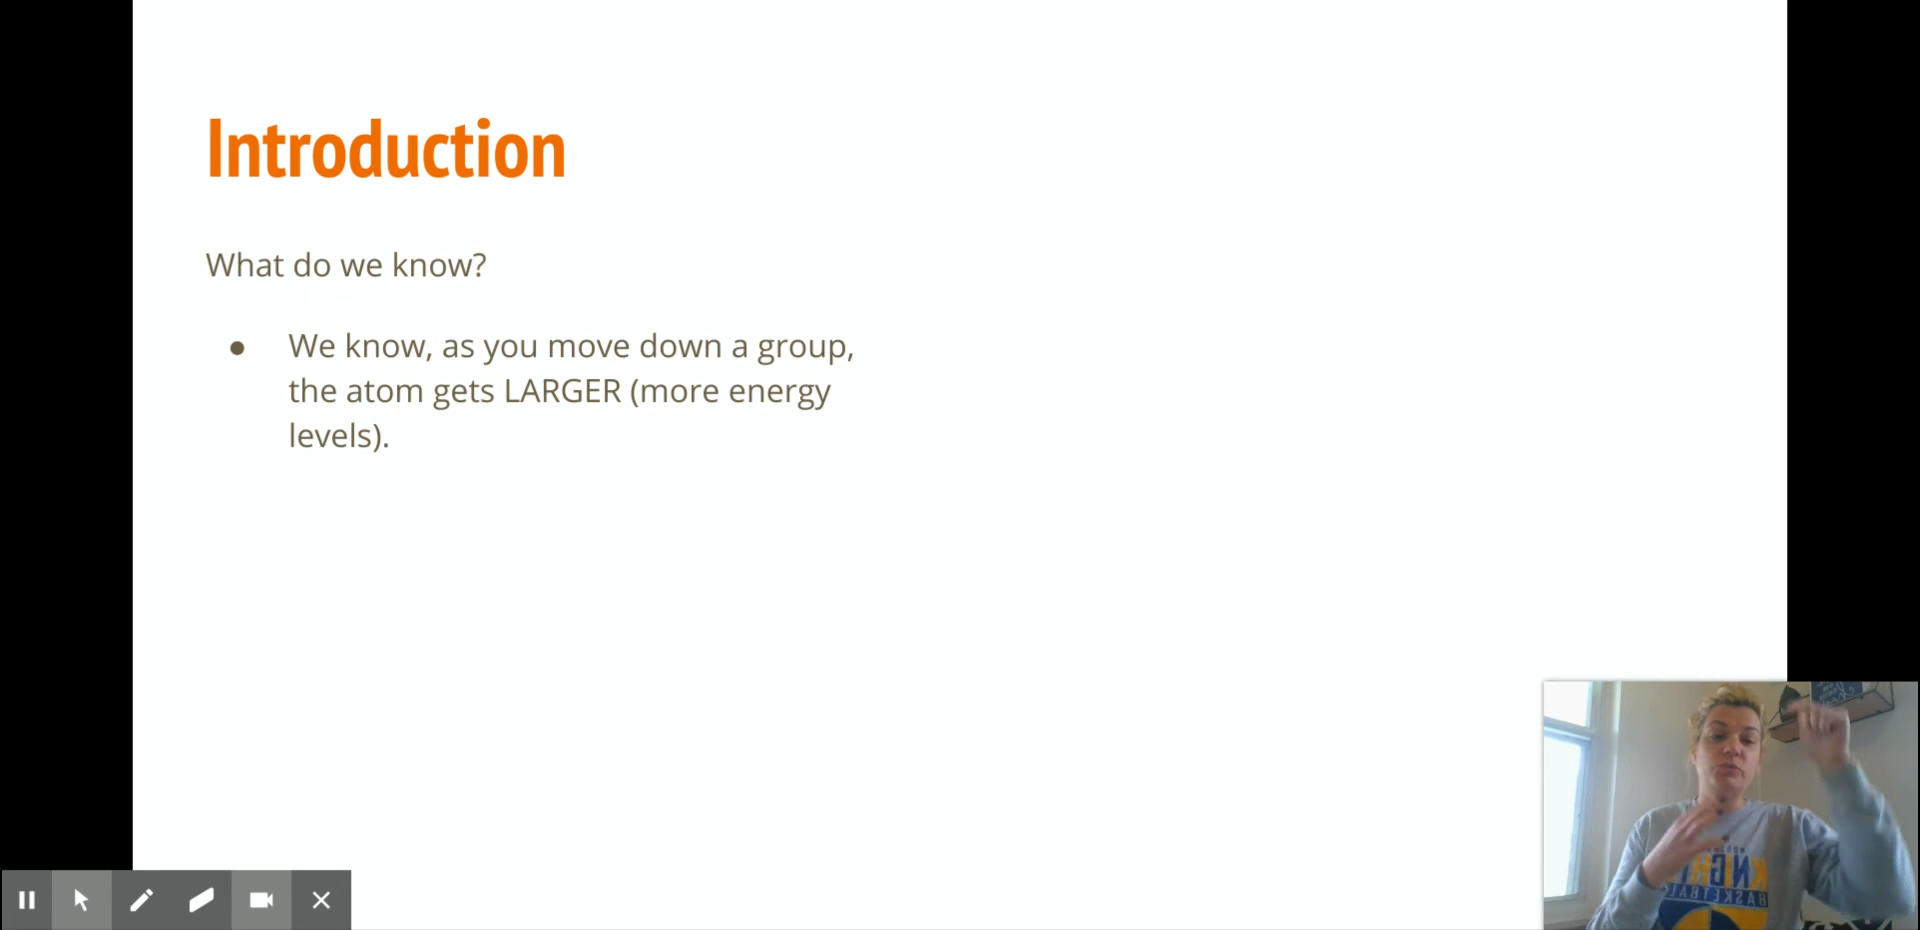 Introduction
What do we know?
● We know, as you move down a group,
the atom gets LARGER (more energy
levels).
BASKETBALL